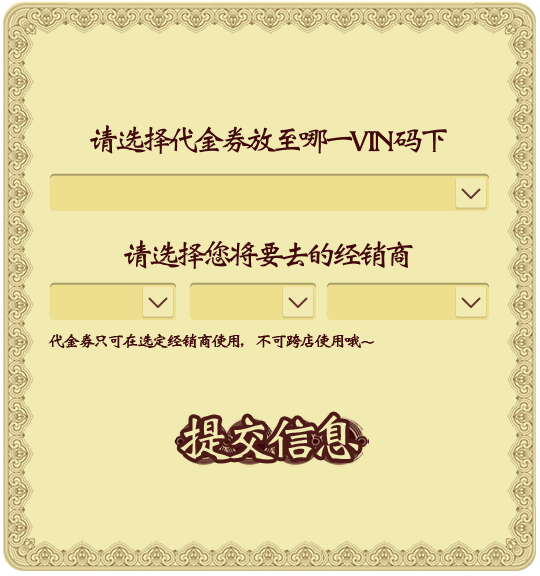 请选择代金券放至哪一VIN码下
请选择您将要去的经销商
代金券只可在选定经销商使用，不可跨店使用哦～
提交信息